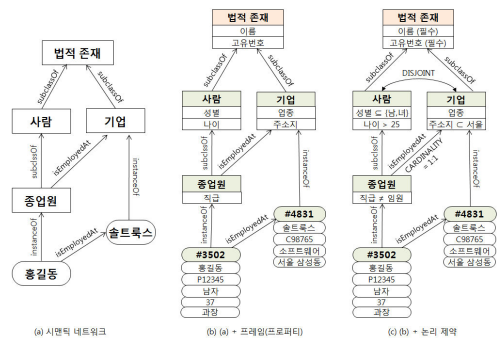 법적 존재
subclassOf
subclassOf
사람
기업
subclssOf
isEmployedAt
instanceOf
종업원
instanceOf
isEmployedAt
솔트룩스
홍길동
(a) 시맨틱 네트워크
법적 존재
이름
고유번호
subclassOf
subclassOf
사람
성별
나이
기업
업종
주소지
subclssOf
isEmployedAt
instanceOf
종업원
직급
instanceOf
isEmployedAt
#4831
솔트룩스
C98765
소프트웨어
서울 삼성동
#3502
홍길동
P12345
남자
37
과장
(b) (a) + 프레임(프로퍼티)
법적 존재
이름 (필수)
고유번호 (필수)
subclassOf
subclassOf
DISJOINT
사람
성별 ⊆ (남,녀)
나이 > 25
기업
업종
주소지 ⊂ 서울
subclssOf
isEmployedAt
CARDINALITY
= 1:1
instanceOf
종업원
직급 ≠ 임원
instanceOf
isEmployedAt
#4831
솔트룩스
C98765
소프트웨어
서울 삼성동
#3502
홍길동
P12345
남자
37
과장
(c) (b) + 논리 제약